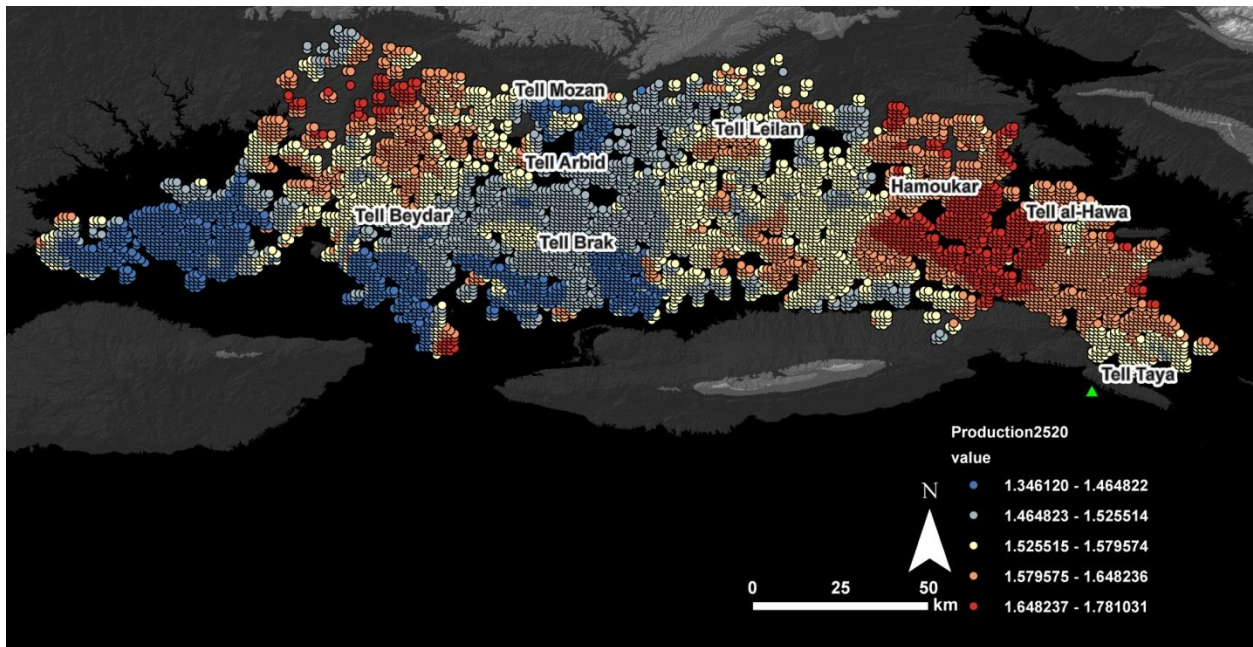 Tell Mozan
Tell Leilan
Tell Arbid
Hamoukar
Tell Beydar
Tell al-Hawa
Tell Brak
Tell Taya
Production2520
value
1.346120 - 1.464822
1.464823 - 1.525514
1.525515 - 1.579574
1.579575 - 1.648236
1.648237 - 1.781031
N
0 25 50
km